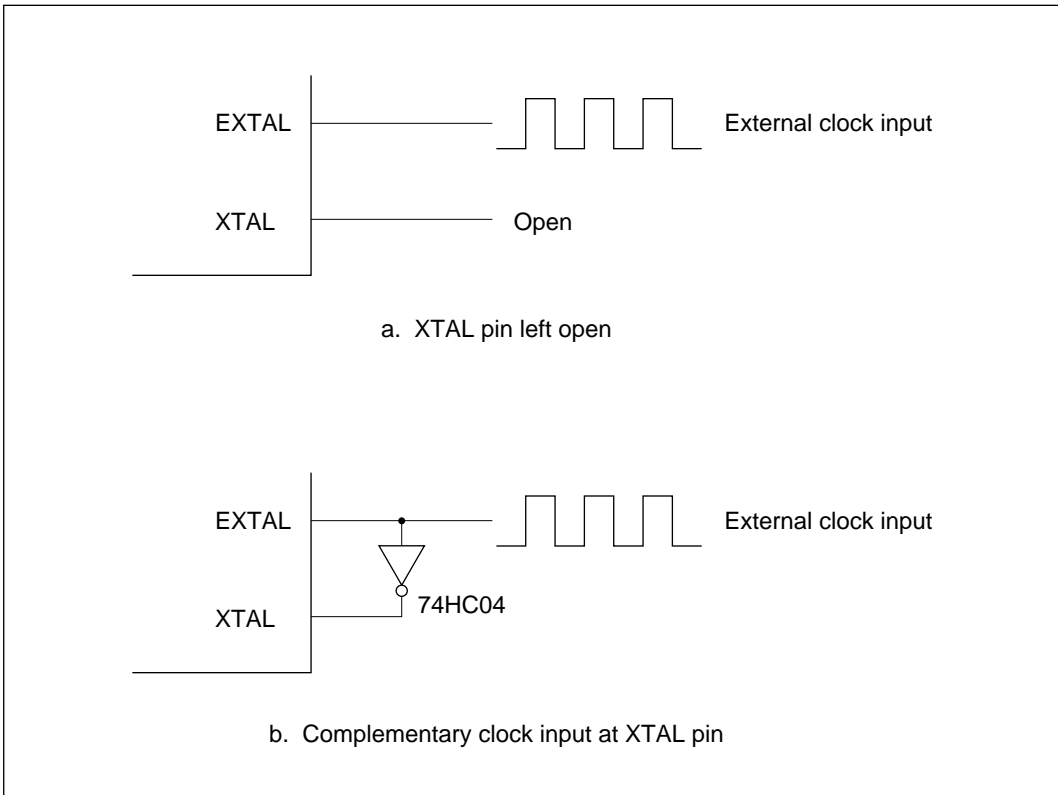 EXTAL
External clock input
XTAL
Open
a. XTAL pin left open
EXTAL
External clock input
74HC04
XTAL
b. Complementary clock input at XTAL pin